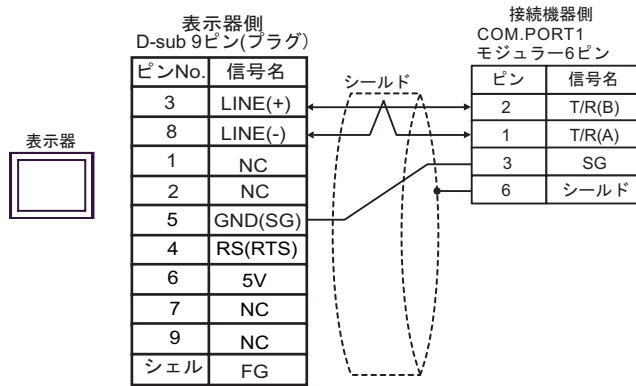 表示器
表示器側
D-sub 9ピン(プラグ)
ピンNo. 信号名
3 LINE(+)
8 LINE(-)
1 NC
2 NC
5 GND(SG)
4 RS(RTS)
6 5V
7 NC
9 NC
シェル FG
シールド
接続機器側
COM.PORT1
モジュラー6ピン
ピン 信号名
2 T/R(B)
1 T/R(A)
3 SG
6 シールド